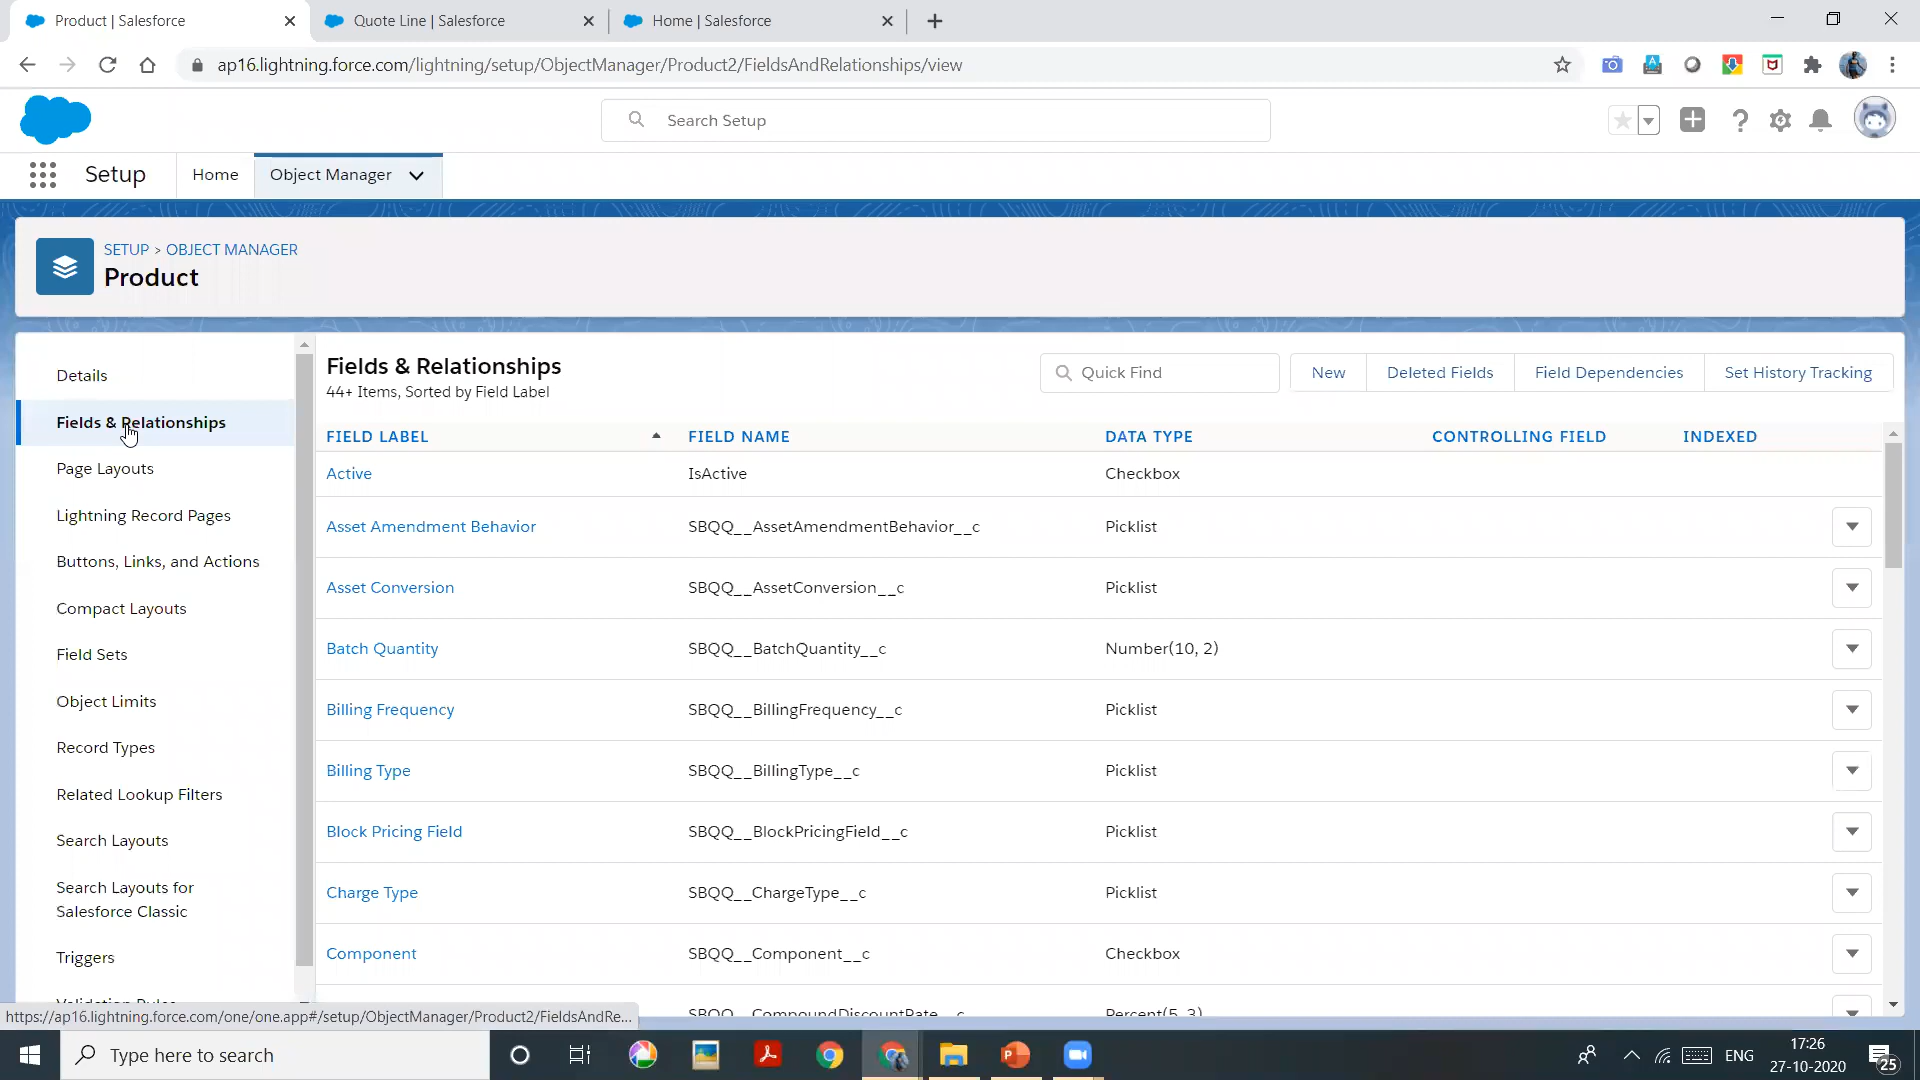 Product | Salesforce
Quote Line | Salesforce
Home | Salesforce
ap16.lightning.force.com/lightning/setup/ObjectManager/Product2/FieldsAndRelationships/view
Search Setup
Setup
Home
Object Manager
SETUP > OBJECT MANAGER
Product
Details
Fields & Relationships
Page Layouts
Lightning Record Pages
Buttons, Links, and Actions
Compact Layouts
Field Sets
Object Limits
Record Types
Related Lookup Filters
Search Layouts
Search Layouts for
Salesforce Classic
Triggers
Validation Rules
Fields & Relationships
44+ Items, Sorted by Field Label
Quick Find
New
Deleted Fields
Field Dependencies
Set History Tracking
FIELD LABEL FIELD NAME DATA TYPE CONTROLLING FIELD INDEXED
Active IsActive Checkbox
Asset Amendment Behavior SBQQ__AssetAmendmentBehavior__c Picklist
Asset Conversion SBQQ__AssetConversion__c Picklist
Batch Quantity SBQQ__BatchQuantity__c Number(10, 2)
Billing Frequency SBQQ__BillingFrequency__c Picklist
Billing Type SBQQ__BillingType__c Picklist
Block Pricing Field SBQQ__BlockPricingField__c Picklist
Charge Type SBQQ__ChargeType__c Picklist
Component SBQQ__Component__c Checkbox
SBQQ__CompoundDiscountRate__c Percent(5, 3)
https://ap16.lightning.force.com/one/one.app#/setup/ObjectManager/Product2/FieldsAndRe...
Type here to search
ENG
17:26
27-10-2020
25